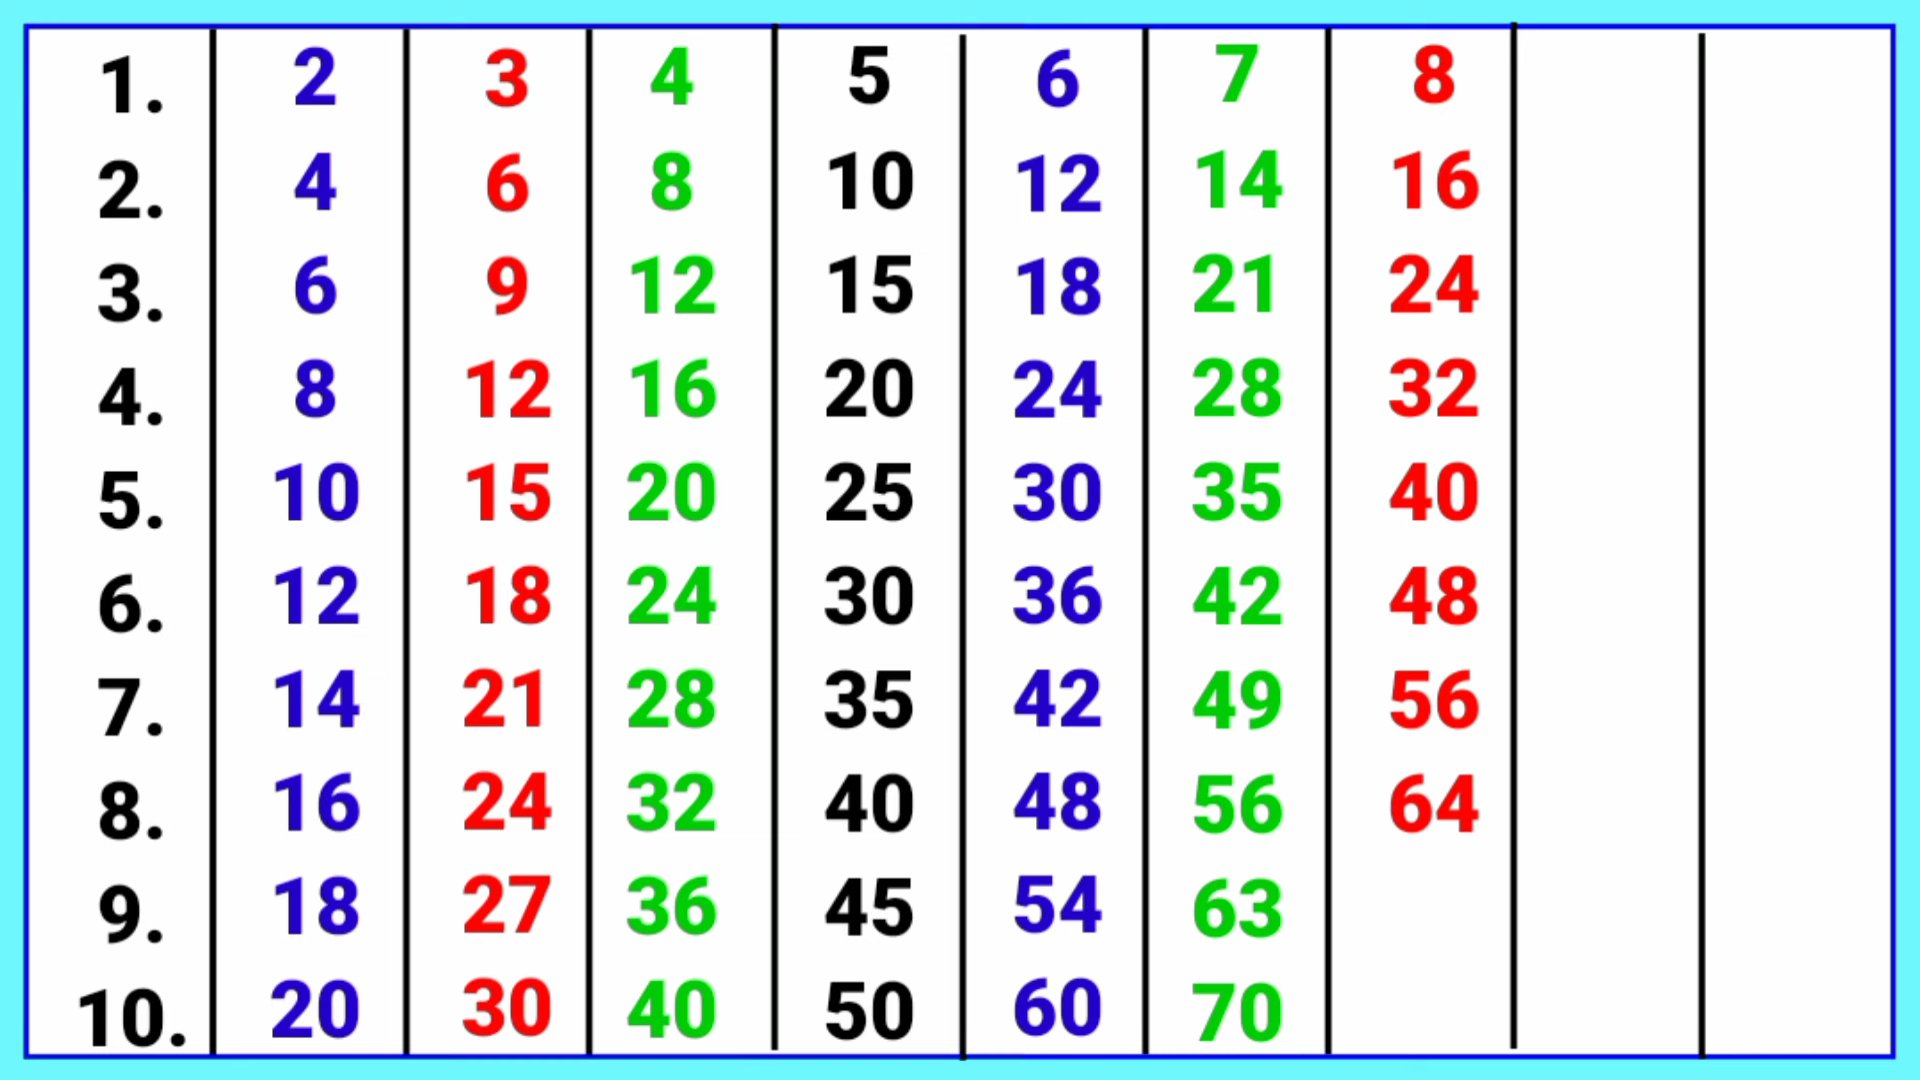 1. 2 3 4 5 6 7 8
2. 4 6 8 10 12 14 16
3. 6 9 12 15 18 21 24
4. 8 12 16 20 24 28 32
5. 10 15 20 25 30 35 40
6. 12 18 24 30 36 42 48
7. 14 21 28 35 42 49 56
8. 16 24 32 40 48 56 64
9. 18 27 36 45 54 63
10. 20 30 40 50 60 70